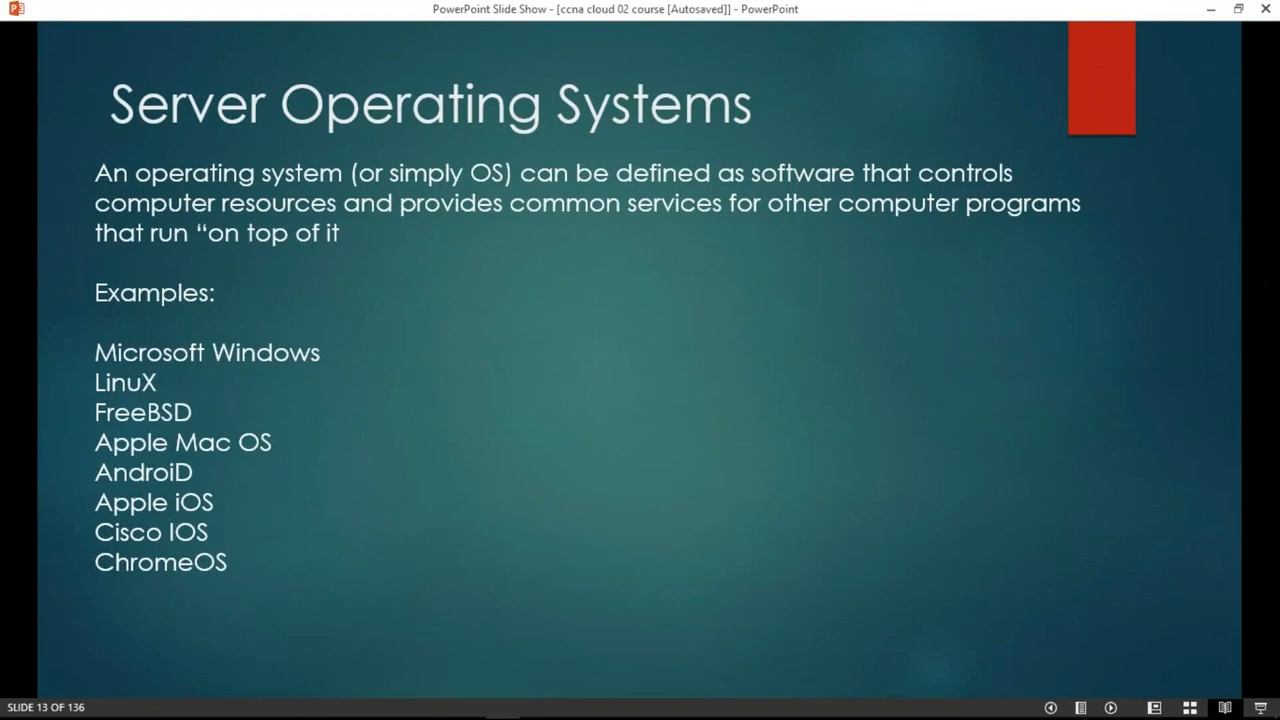 PowerPoint Slide Show - [ccna cloud 02 course [Autosaved]] - PowerPoint
Server Operating Systems
An operating system (or simply OS) can be defined as software that controls
computer resources and provides common services for other computer programs
that run “on top of it
Examples:
Microsoft Windows
LinuX
FreeBSD
Apple Mac OS
AndroiD
Apple iOS
Cisco IOS
ChromeOS
SLIDE 13 OF 136